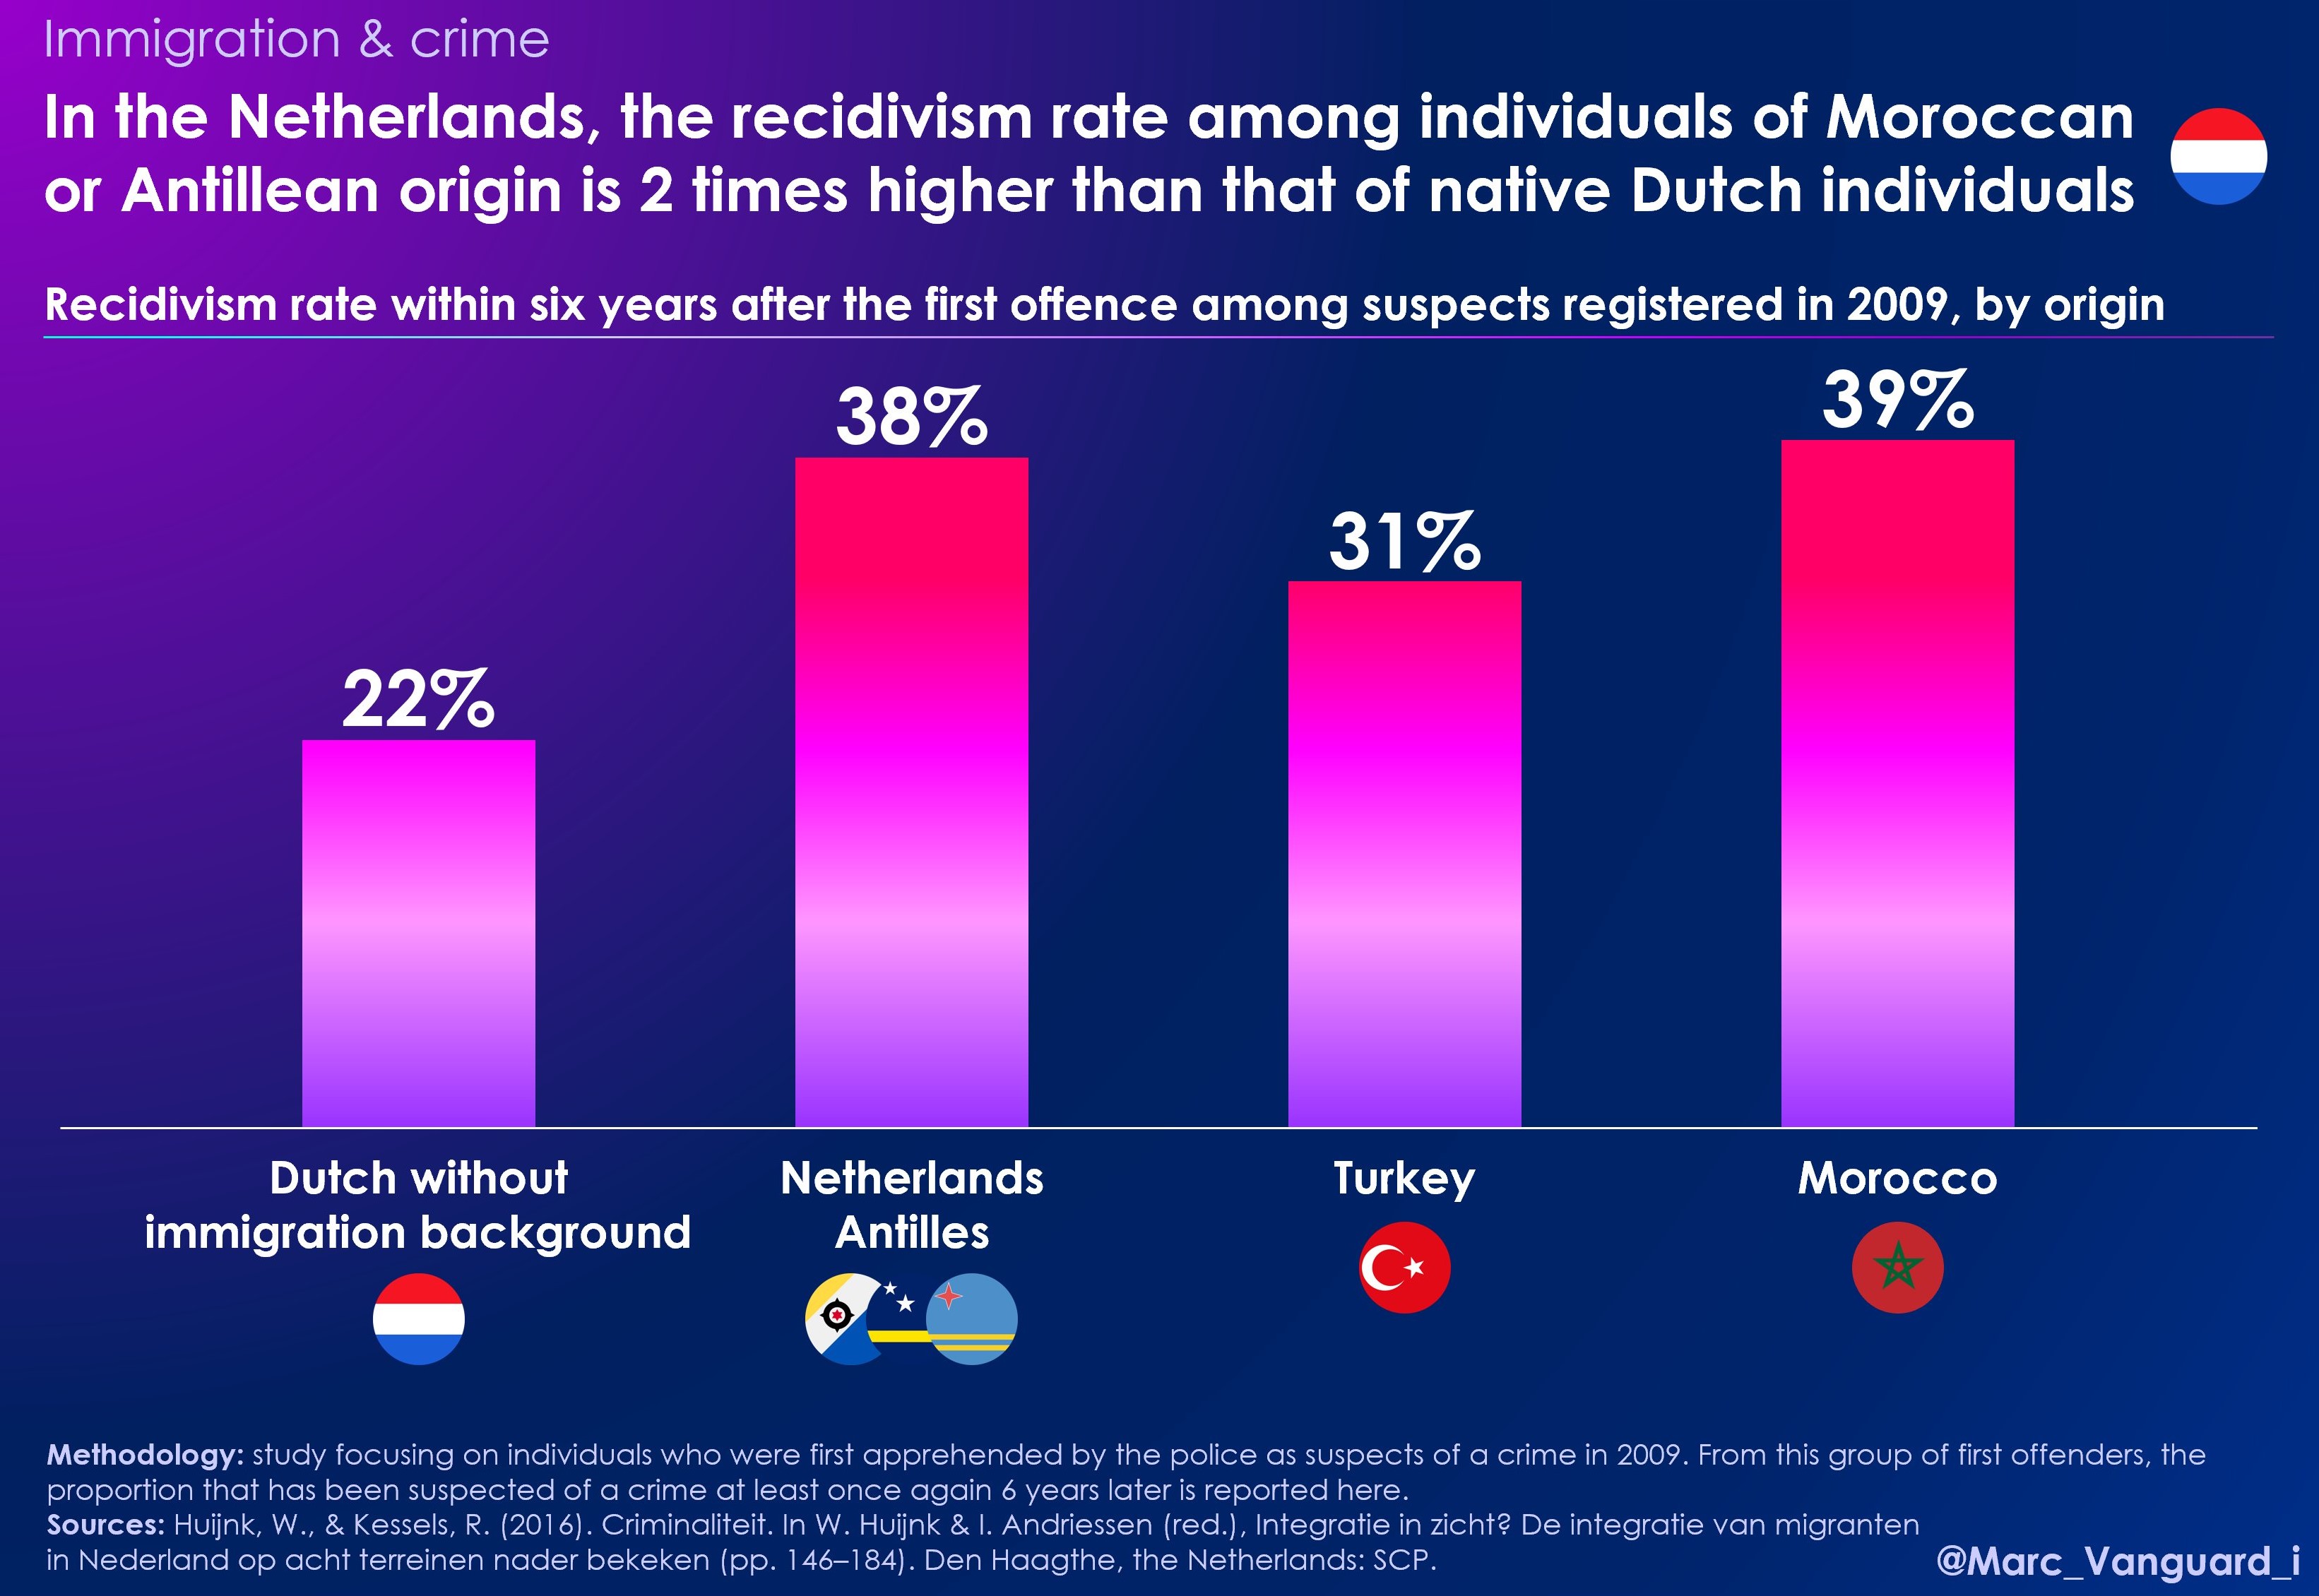 Immigration & crime
In the Netherlands, the recidivism rate among individuals of Moroccan
or Antillean origin is 2 times higher than that of native Dutch individuals
Recidivism rate within six years after the first offence among suspects registered in 2009, by origin
22%
38%
31%
39%
Dutch without
immigration background
Netherlands
Antilles
Turkey
Morocco
Methodology: study focusing on individuals who were first apprehended by the police as suspects of a crime in 2009. From this group of first offenders, the
proportion that has been suspected of a crime at least once again 6 years later is reported here.
Sources: Huijnk, W., & Kessels, R. (2016). Criminaliteit. In W. Huijnk & I. Andriessen (red.), Integratie in zicht? De integratie van migranten
in Nederland op acht terreinen nader bekeken (pp. 146–184). Den Haagthe, the Netherlands: SCP.
@Marc_Vanguard_i